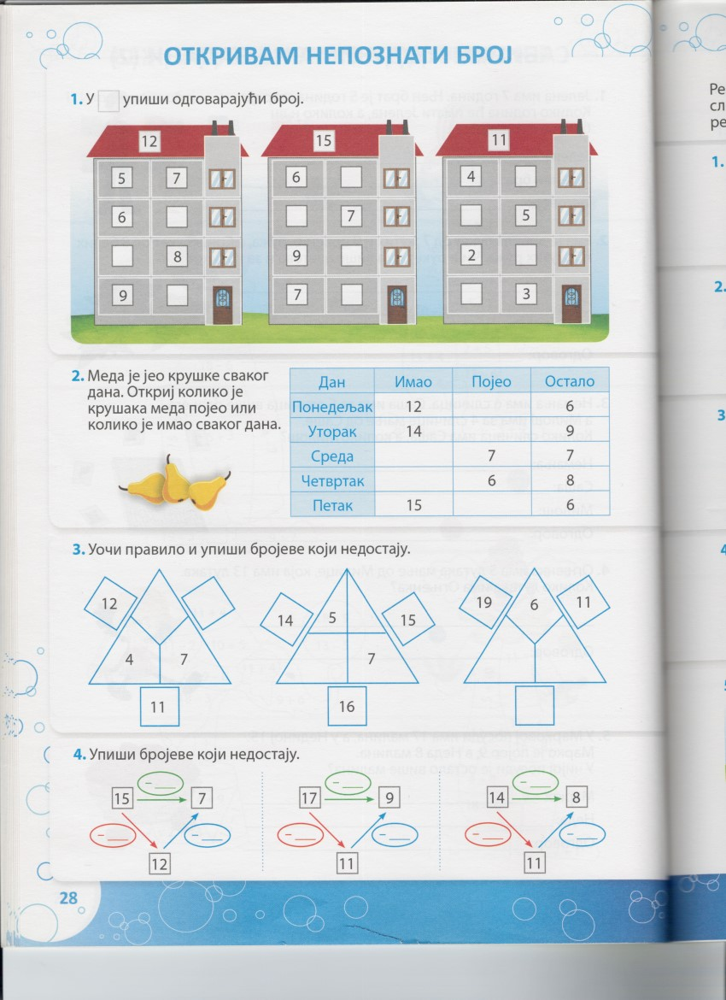 ОТКРИВАМ НЕПОЗНАТИ БРОЈ
1. У упиши одговарајући број.
12 15 11
5 7 6 4
6 7 5
8 9 2
9 7 3
2. Меда је јео крушке сваког
дана. Откриј колико је
крушака меда појео или
колико је имао сваког дана.
Дан Имао Појео Остало
Понедељак 12 6
Уторак 14 9
Среда 7 7
Четвртак 6 8
Петак 15 6
3. Уочи правило и упиши бројеве који недостају.
12 14 5 15 19 6 11
4 7 7
11 16
4. Упиши бројеве који недостају.
- ___ - ___ - ___
15 7 17 9 14 8
- ___ - ___ - ___ - ___ - ___ - ___
12 11 11
28
Ре
сл
ре
1.
2.
3
4